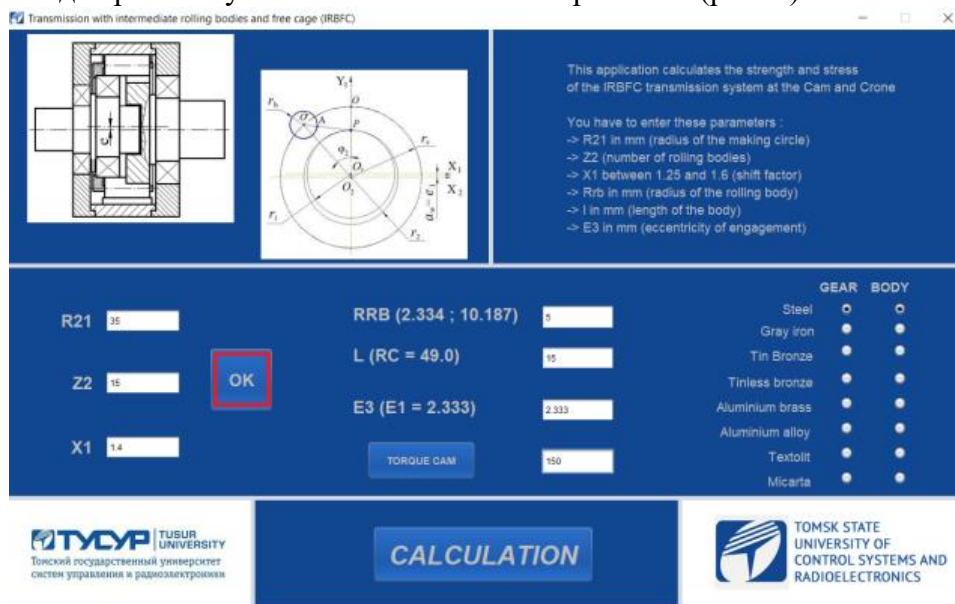 Transmission with intermediate rolling bodies and free cage (IRBFC)
This application calculates the strength and stress
of the IRBFC transmission system at the Cam and Crone
You have to enter these parameters :
-> R21 in mm (radius of the making circle)
-> Z2 (number of rolling bodies)
-> X1 between 1.25 and 1.6 (shift factor)
-> Rrb in mm (radius of the rolling body)
-> l in mm (length of the body)
-> E3 in mm (eccentricity of engagement)
A
P
φ2
X1
X2
O2
r1
r2
R21 35
Z2 15
X1 1.4
OK
RRB (2.334 ; 10.187) 5
L (RC = 49.0) 15
E3 (E1 = 2.333) 2.333
TORQUE CAM 150
GEAR BODY
Steel
Gray iron
Tin Bronze
Tinless bronze
Aluminium brass
Aluminium alloy
Textolit
Micarta
ТУСУР TUSUR UNIVERSITY
Томский государственный университет
систем управления и радиоэлектроники
CALCULATION
TOMSK STATE
UNIVERSITY OF
CONTROL SYSTEMS AND
RADIOELECTRONICS